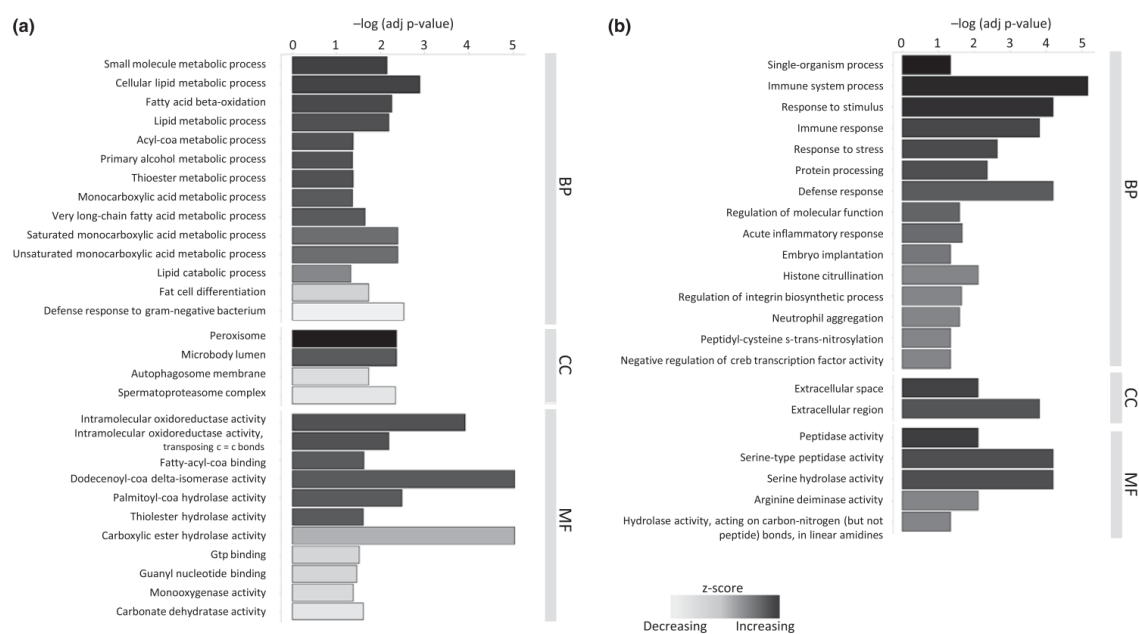 (a)
–log (adj p-value)
0 1 2 3 4 5
Small molecule metabolic process
Cellular lipid metabolic process
Fatty acid beta-oxidation
Lipid metabolic process
Acyl-coa metabolic process
Primary alcohol metabolic process
Thioester metabolic process
Monocarboxylic acid metabolic process
Very long-chain fatty acid metabolic process
Saturated monocarboxylic acid metabolic process
Unsaturated monocarboxylic acid metabolic process
Lipid catabolic process
Fat cell differentiation
Defense response to gram-negative bacterium
BP
Peroxisome
Microbody lumen
Autophagosome membrane
Spermatoproteasome complex
CC
Intramolecular oxidoreductase activity
Intramolecular oxidoreductase activity,
transposing c = c bonds
Fatty-acyl-coa binding
Dodecenoyl-coa delta-isomerase activity
Palmitoyl-coa hydrolase activity
Thiolester hydrolase activity
Carboxylic ester hydrolase activity
Gtp binding
Guanyl nucleotide binding
Monooxygenase activity
Carbonate dehydratase activity
MF
(b)
–log (adj p-value)
0 1 2 3 4 5
Single-organism process
Immune system process
Response to stimulus
Immune response
Response to stress
Protein processing
Defense response
Regulation of molecular function
Acute inflammatory response
Embryo implantation
Histone citrullination
Regulation of integrin biosynthetic process
Neutrophil aggregation
Peptidyl-cysteine s-trans-nitrosylation
Negative regulation of creb transcription factor activity
BP
Extracellular space
Extracellular region
CC
Peptidase activity
Serine-type peptidase activity
Serine hydrolase activity
Arginine deiminase activity
Hydrolase activity, acting on carbon-nitrogen (but not
peptide) bonds, in linear amidines
MF
z-score
Decreasing Increasing